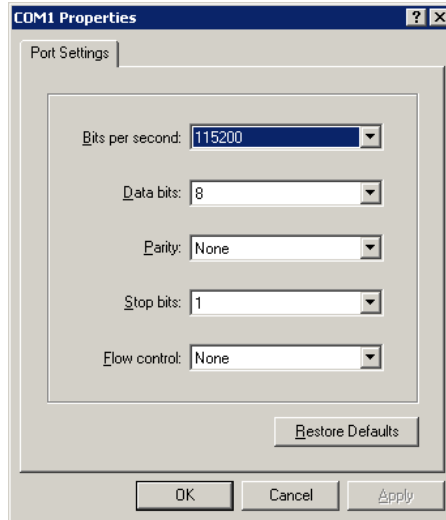 COM1 Properties
Port Settings
Bits per second: 115200
Data bits: 8
Parity: None
Stop bits: 1
Flow control: None
Restore Defaults
OK Cancel Apply